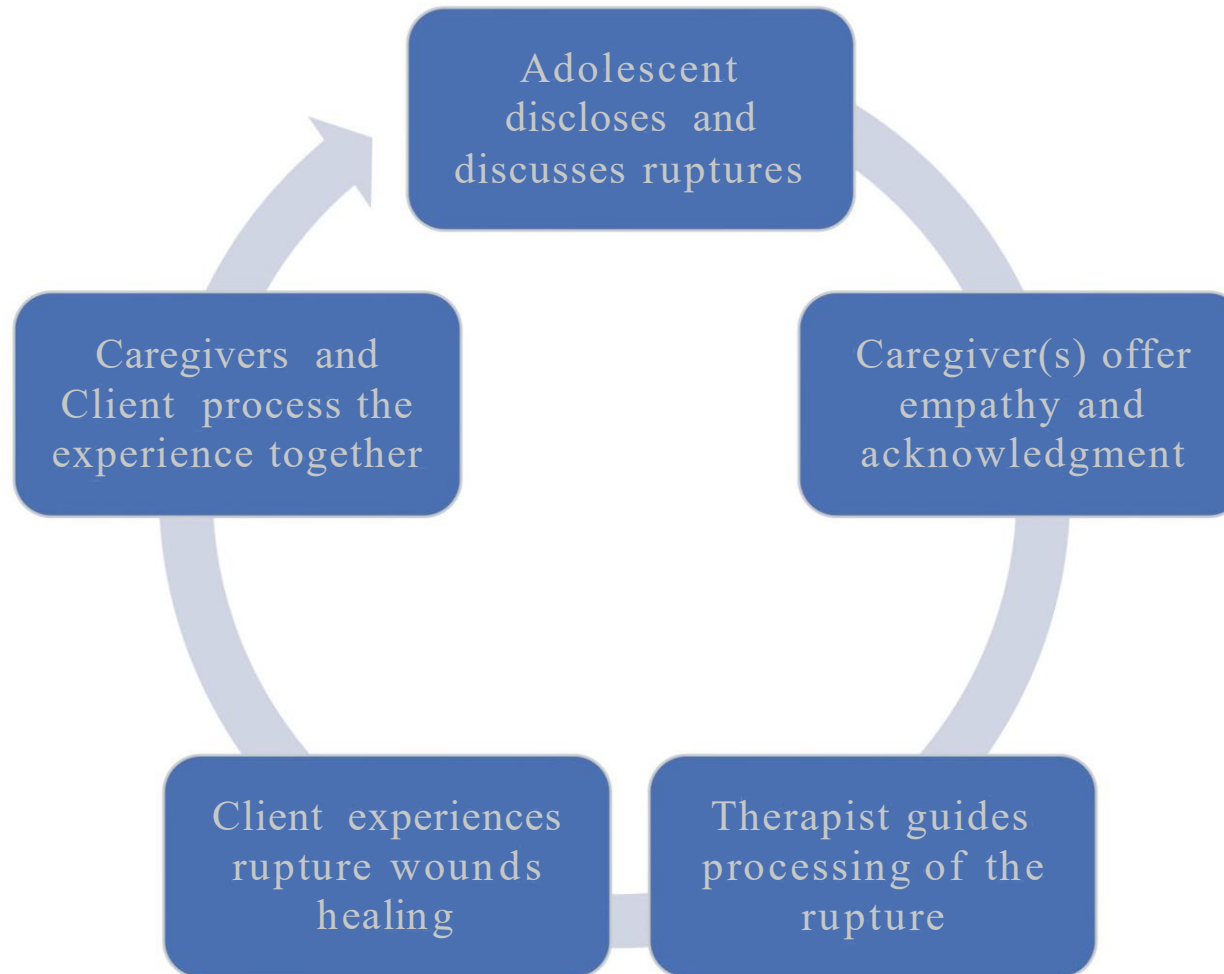 Adolescent
discloses and
discusses ruptures
Caregiver(s) offer
empathy and
acknowledgment
Therapist guides
processing of the
rupture
Client experiences
rupture wounds
healing
Caregivers and
Client process the
experience together